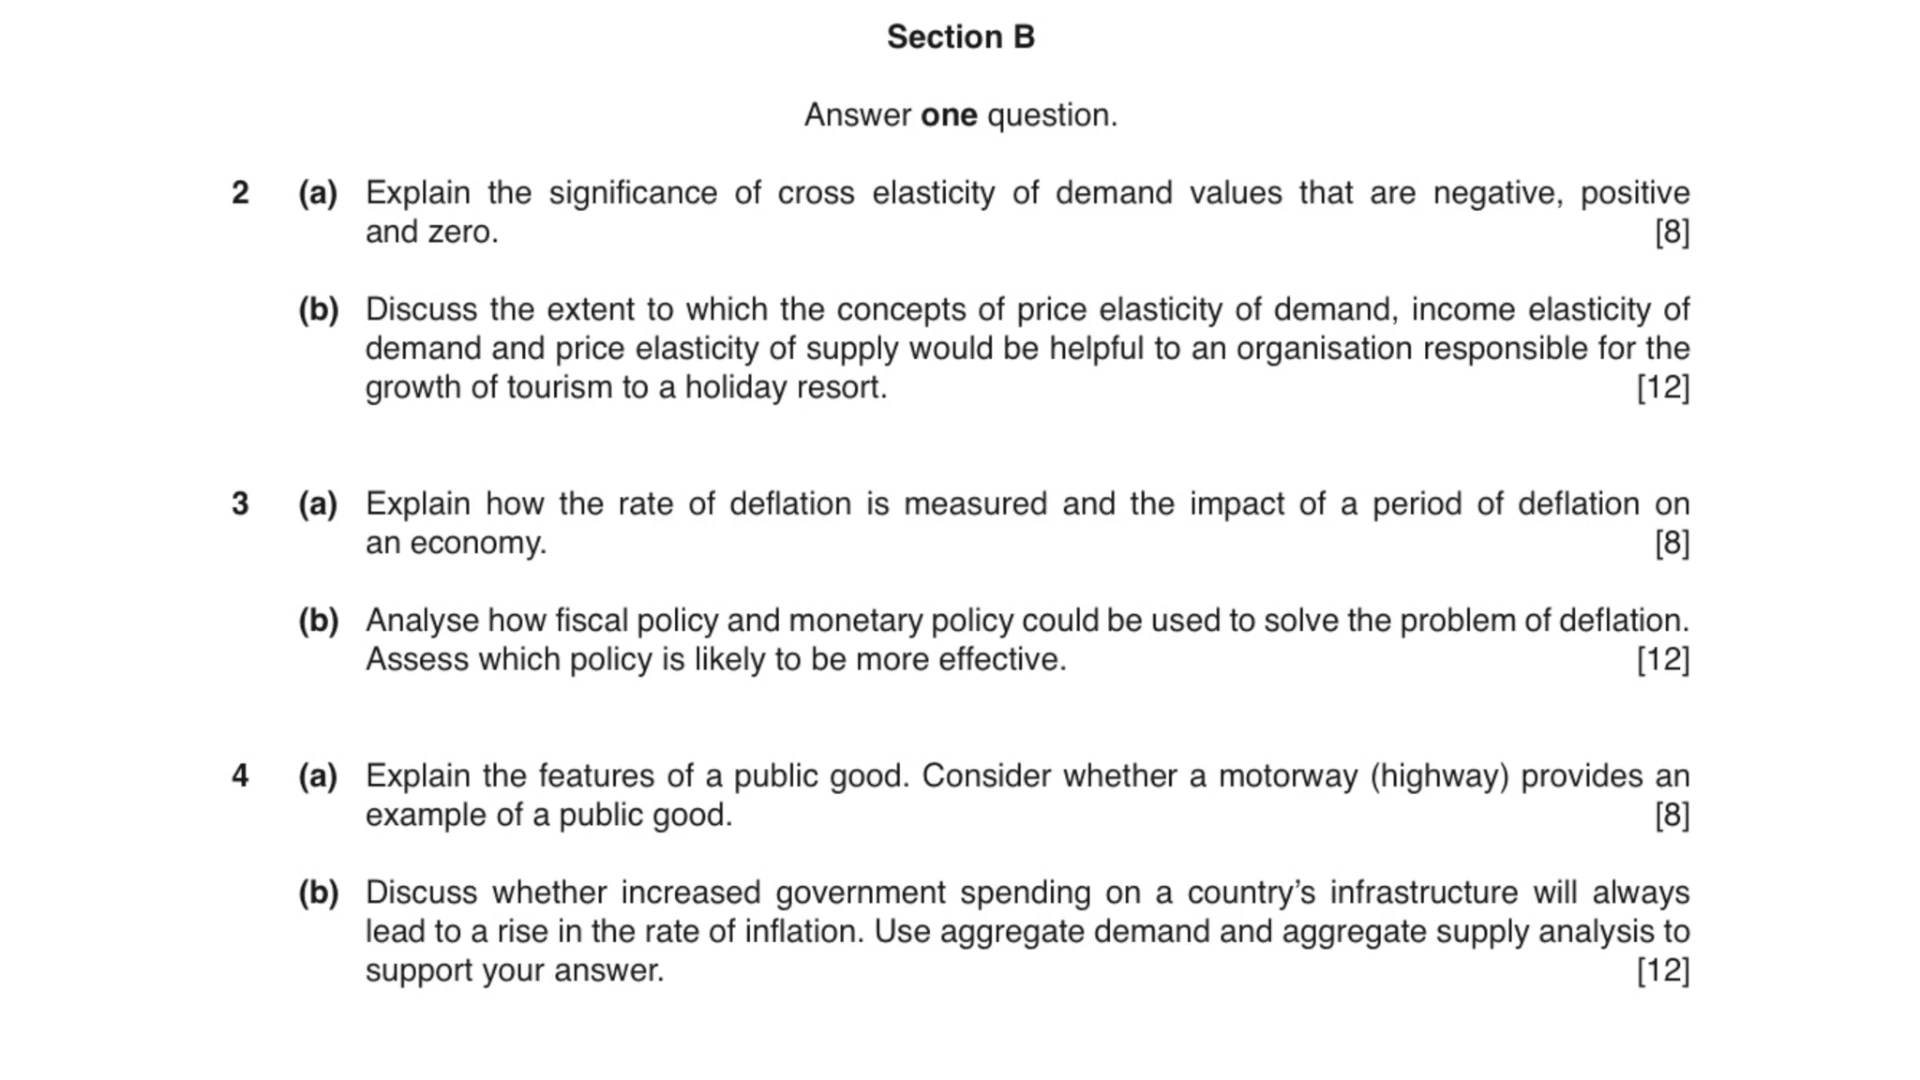 Section B
Answer one question.
2 (a) Explain the significance of cross elasticity of demand values that are negative, positive
and zero. [8]
(b) Discuss the extent to which the concepts of price elasticity of demand, income elasticity of
demand and price elasticity of supply would be helpful to an organisation responsible for the
growth of tourism to a holiday resort. [12]
3 (a) Explain how the rate of deflation is measured and the impact of a period of deflation on
an economy. [8]
(b) Analyse how fiscal policy and monetary policy could be used to solve the problem of deflation.
Assess which policy is likely to be more effective. [12]
4 (a) Explain the features of a public good. Consider whether a motorway (highway) provides an
example of a public good. [8]
(b) Discuss whether increased government spending on a country’s infrastructure will always
lead to a rise in the rate of inflation. Use aggregate demand and aggregate supply analysis to
support your answer. [12]